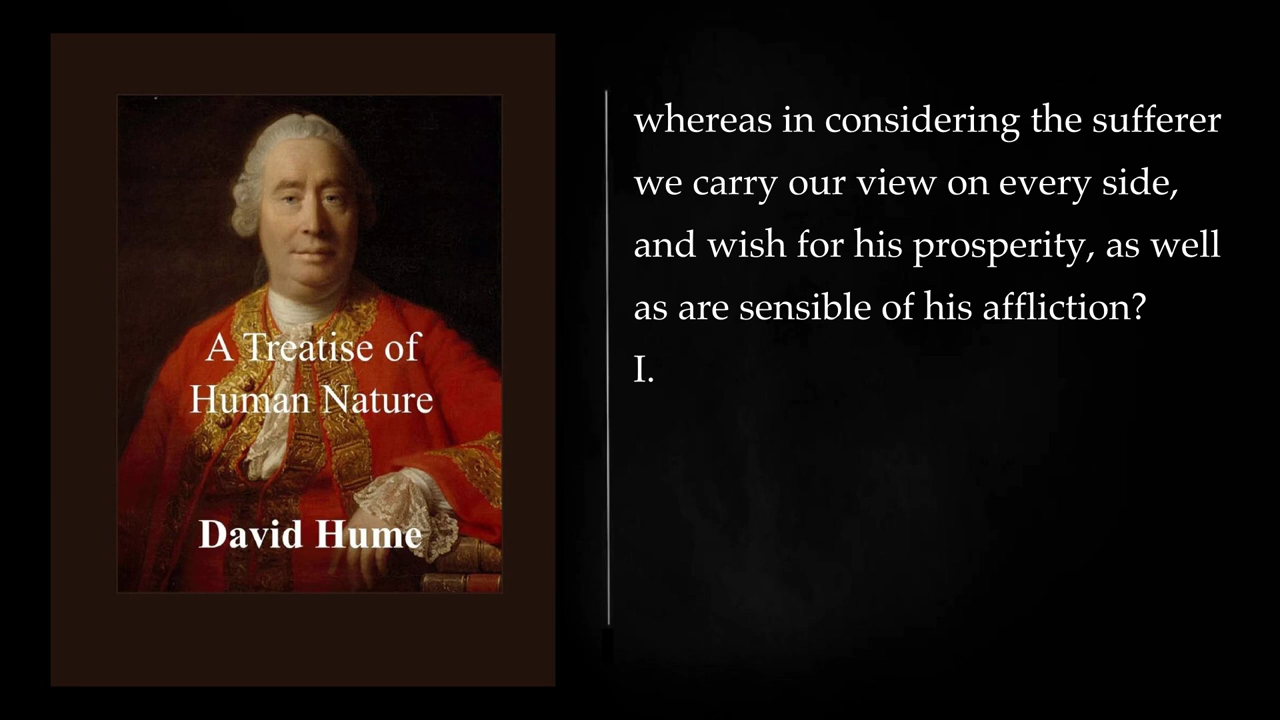 A Treatise of
Human Nature
David Hume
whereas in considering the sufferer
we carry our view on every side,
and wish for his prosperity, as well
as are sensible of his affliction?
I.